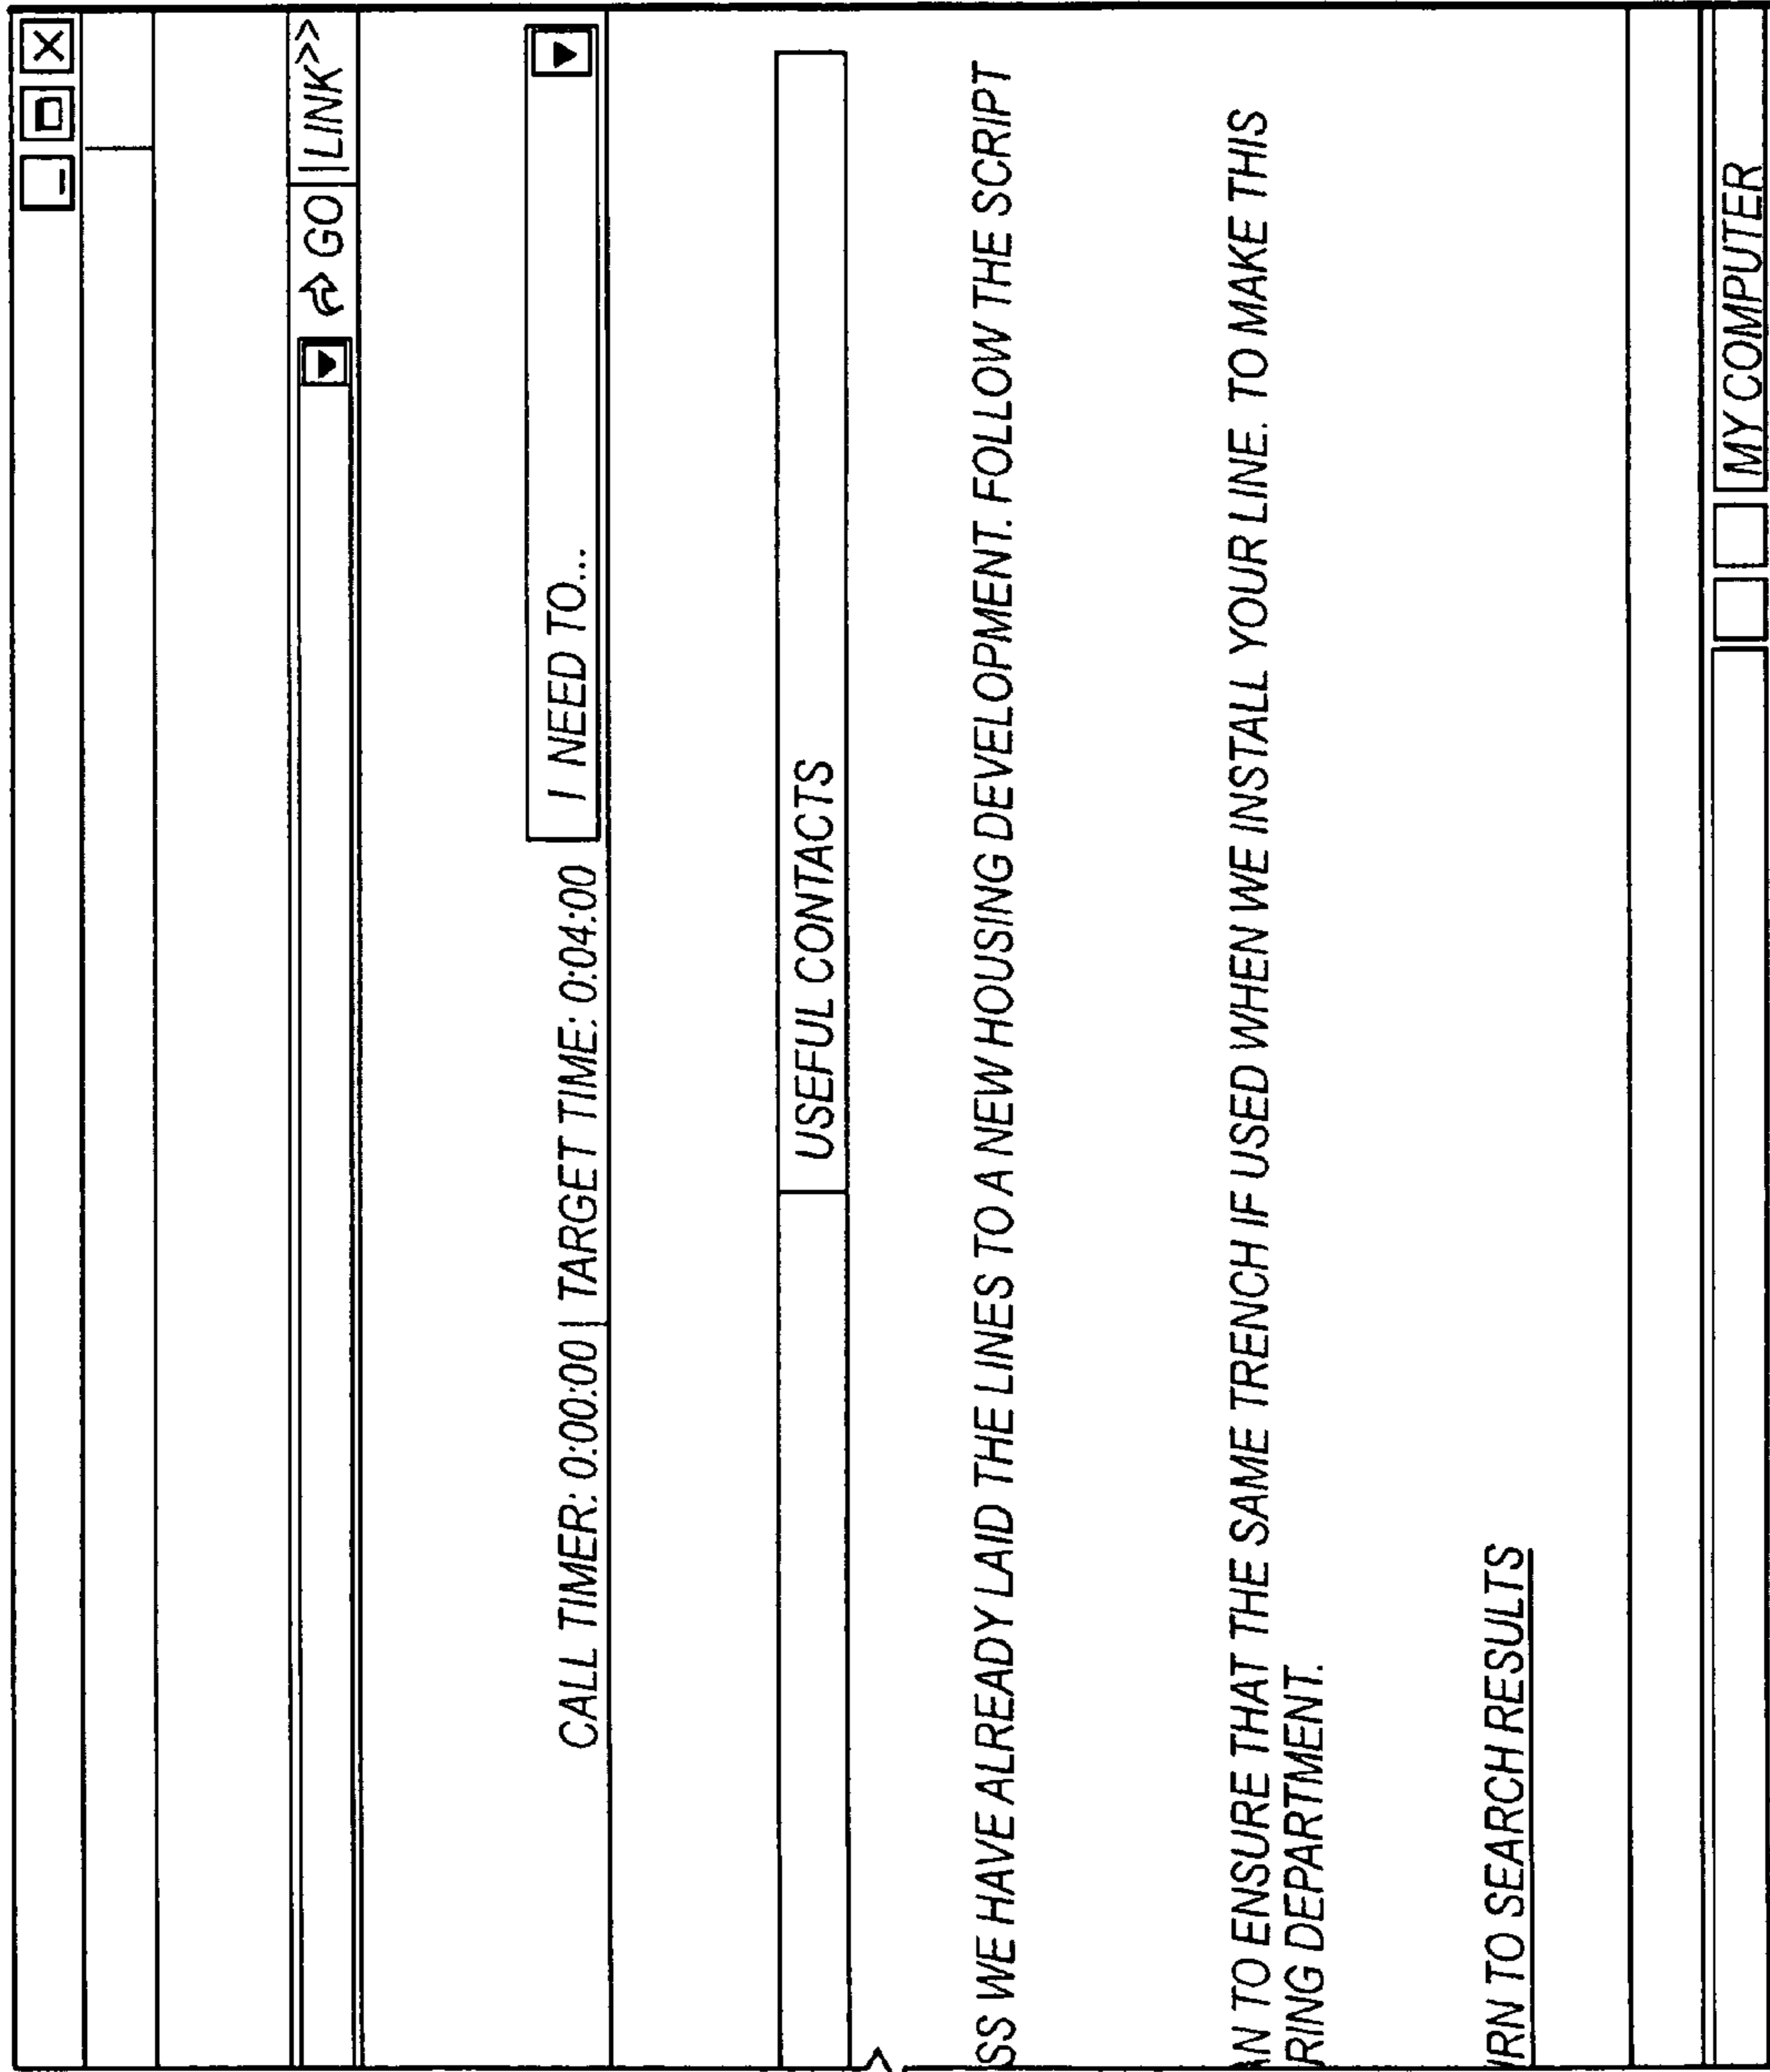 GO LINK >>
CALL TIMER: 0:00:00 | TARGET TIME: 0:04:00 I NEED TO...
USEFUL CONTACTS
SS WE HAVE ALREADY LAID THE LINES TO A NEW HOUSING DEVELOPMENT. FOLLOW THE SCRIPT
AN TO ENSURE THAT THE SAME TRENCH IF USED WHEN WE INSTALL YOUR LINE. TO MAKE THIS
RING DEPARTMENT.
RN TO SEARCH RESULTS
MY COMPUTER